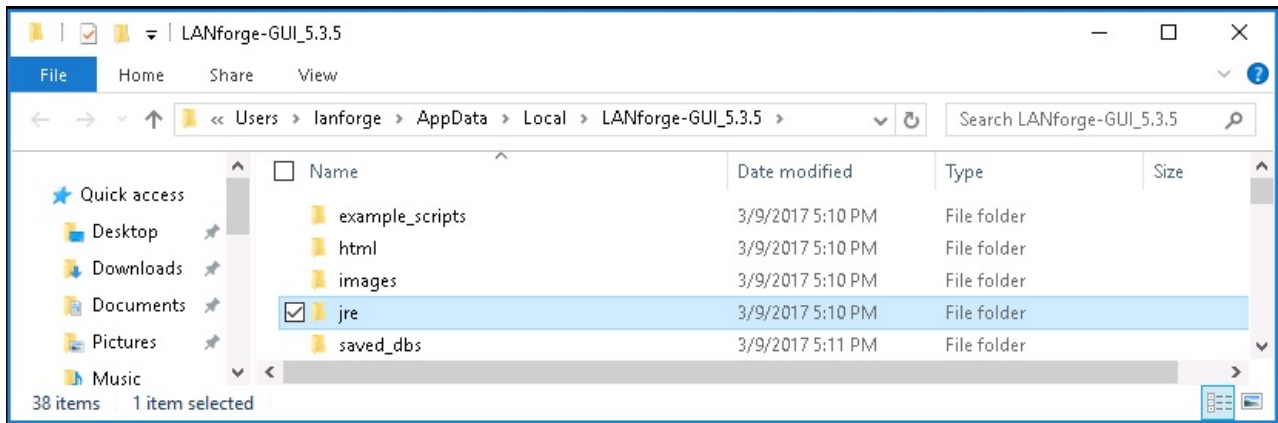 LANforge-GUI_5.3.5
File Home Share View
« Users > lanforge > AppData > Local > LANforge-GUI_5.3.5 > Search LANforge-GUI_5.3.5
Name Date modified Type Size
Quick access
example_scripts 3/9/2017 5:10 PM File folder
Desktop
html 3/9/2017 5:10 PM File folder
Downloads
images 3/9/2017 5:10 PM File folder
Documents
jre 3/9/2017 5:10 PM File folder
Pictures
saved_dbs 3/9/2017 5:11 PM File folder
Music
38 items 1 item selected